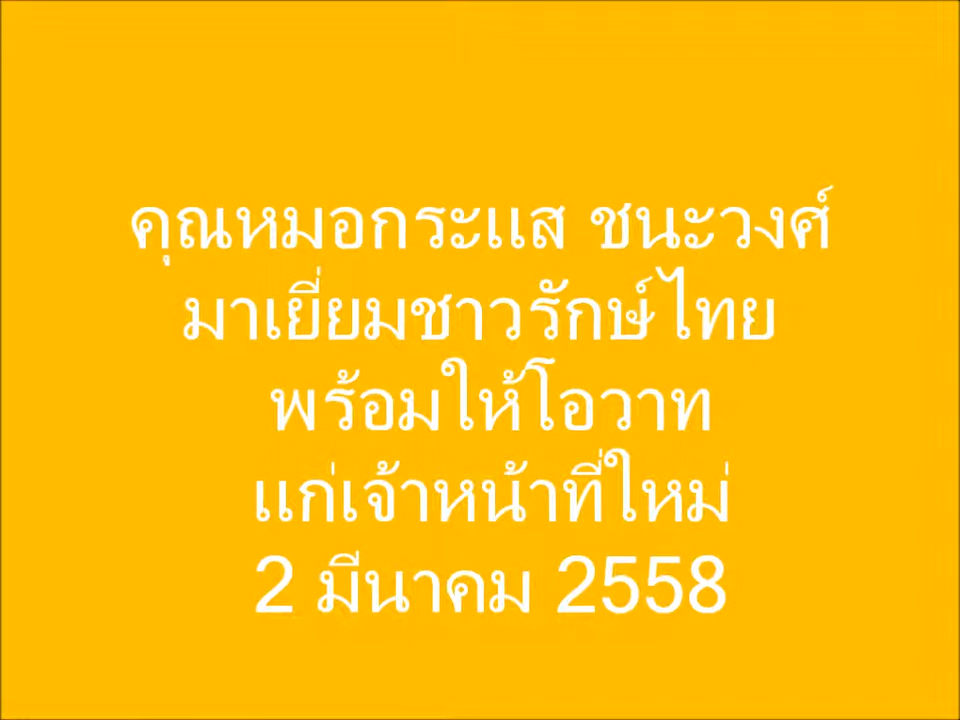 คุณหมอกระแส ชนะวงศ์
มาเยี่ยมชาวรักษ์ไทย
พร้อมให้โอวาท
แก่เจ้าหน้าที่ใหม่
2 มีนาคม 2558